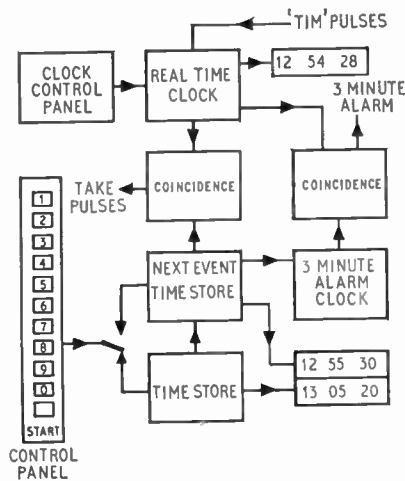 'TIM' PULSES
CLOCK
CONTROL
PANEL
REAL TIME
CLOCK
12 54 28
3 MINUTE
ALARM
TAKE
PULSES
COINCIDENCE
COINCIDENCE
1
2
3
4
5
6
7
8
9
0
START
CONTROL
PANEL
NEXT EVENT
TIME STORE
3 MINUTE
ALARM
CLOCK
TIME STORE
12 55 30
13 05 20